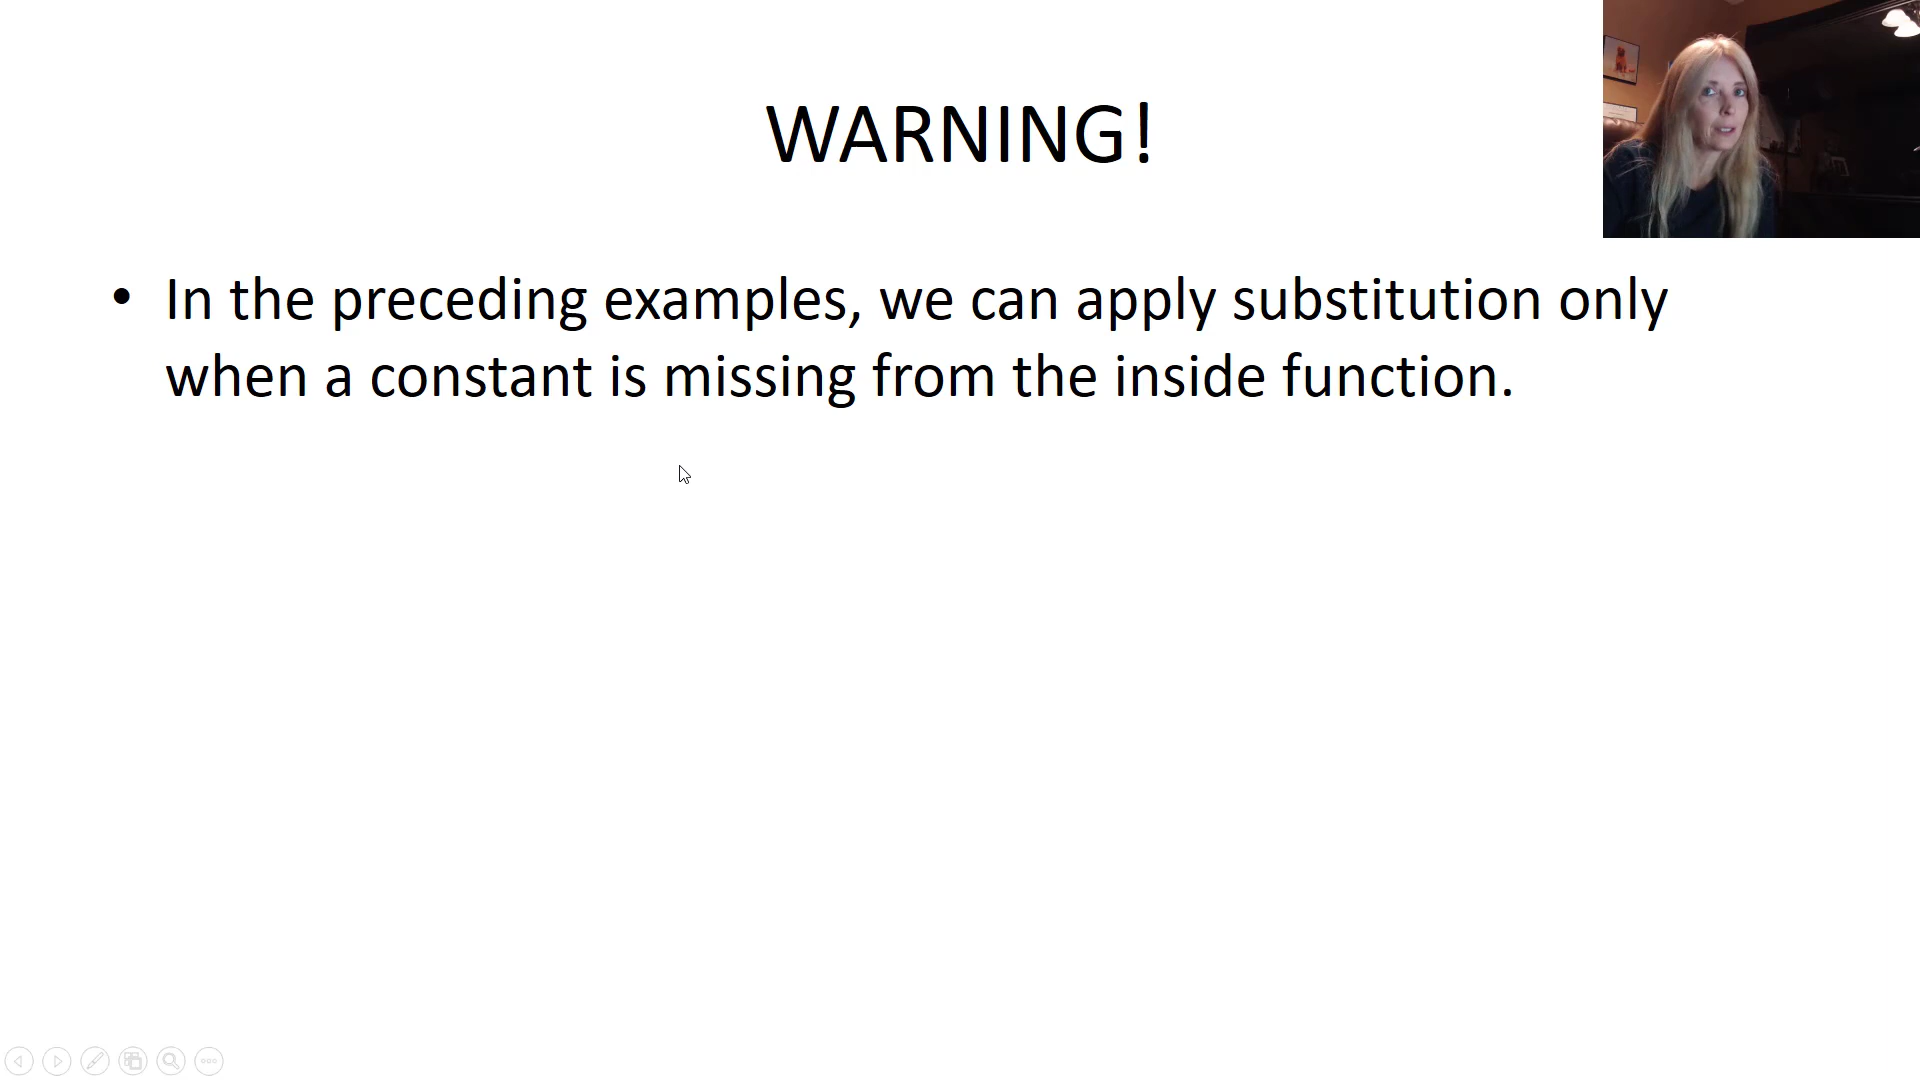 WARNING!
• In the preceding examples, we can apply substitution only
when a constant is missing from the inside function.